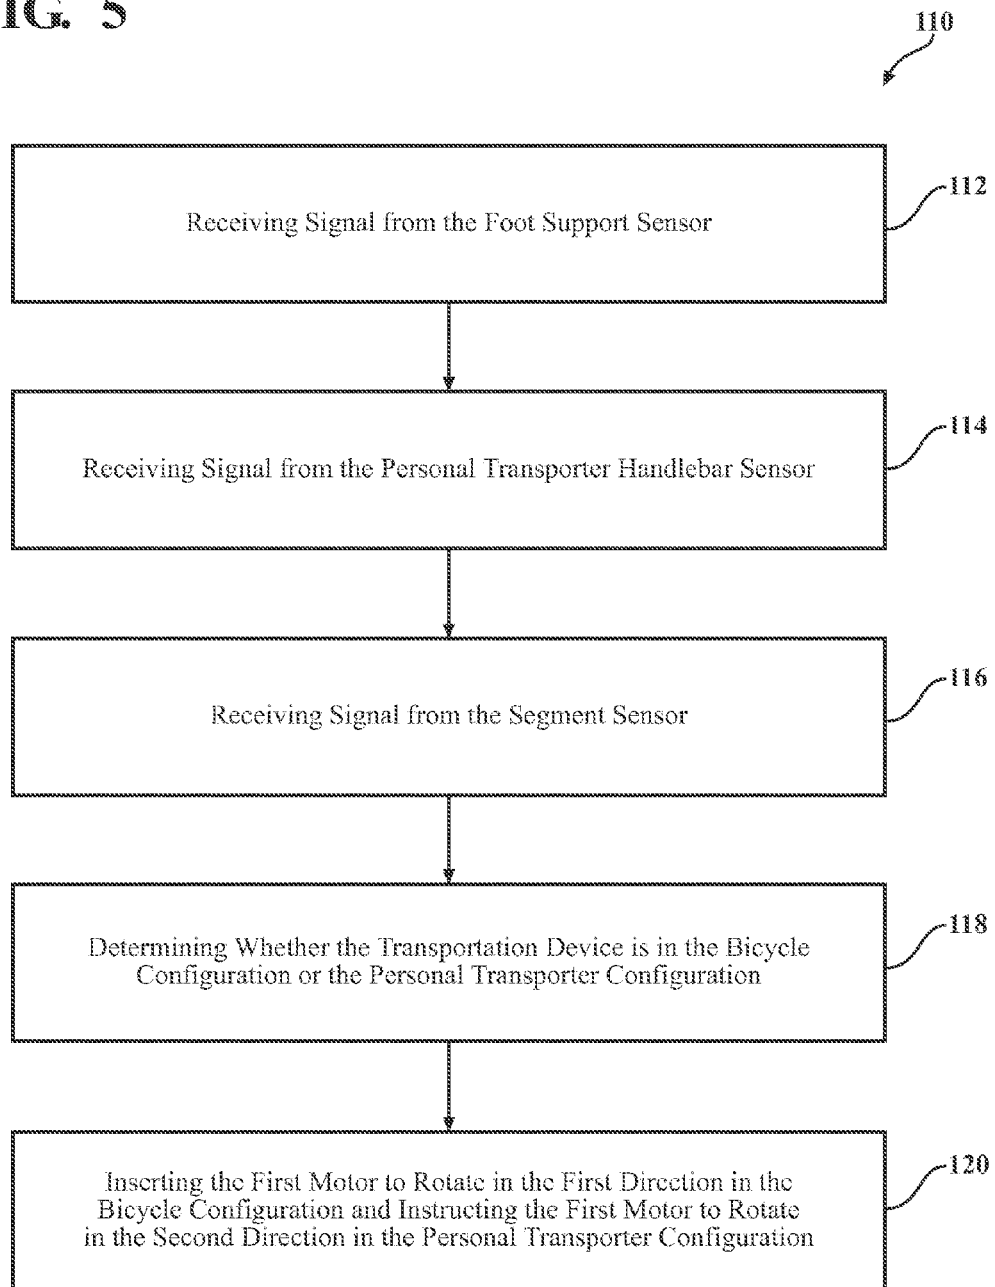 IG. 5
110
Receiving Signal from the Foot Support Sensor
112
Receiving Signal from the Personal Transporter Handlebar Sensor
114
Receiving Signal from the Segment Sensor
116
Determining Whether the Transportation Device is in the Bicycle
Configuration or the Personal Transporter Configuration
118
Inserting the First Motor to Rotate in the First Direction in the
Bicycle Configuration and Instructing the First Motor to Rotate
in the Second Direction in the Personal Transporter Configuration
120